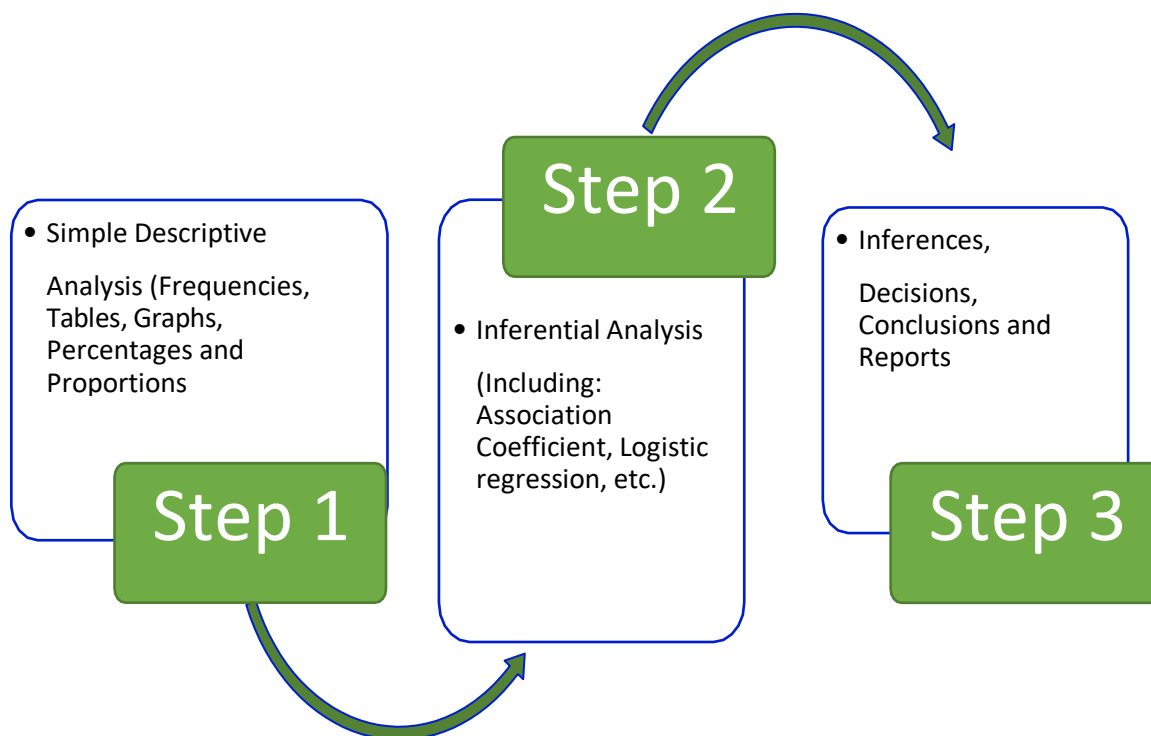 • Simple Descriptive
Analysis (Frequencies,
Tables, Graphs,
Percentages and
Proportions
Step 1
Step 2
• Inferential Analysis
(Including:
Association
Coefficient, Logistic
regression, etc.)
• Inferences,
Decisions,
Conclusions and
Reports
Step 3